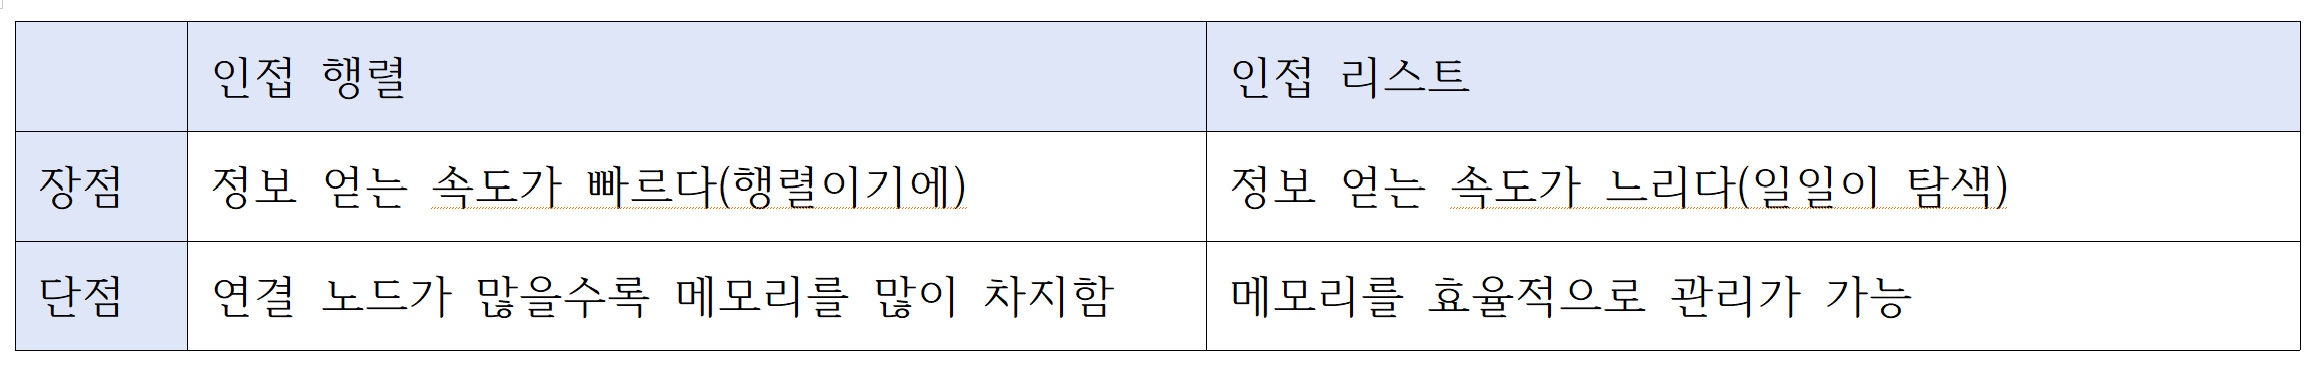 인접 행렬 인접 리스트
장점 정보 얻는 속도가 빠르다(행렬이기에) 정보 얻는 속도가 느리다(일일이 탐색)
단점 연결 노드가 많을수록 메모리를 많이 차지함 메모리를 효율적으로 관리가 가능